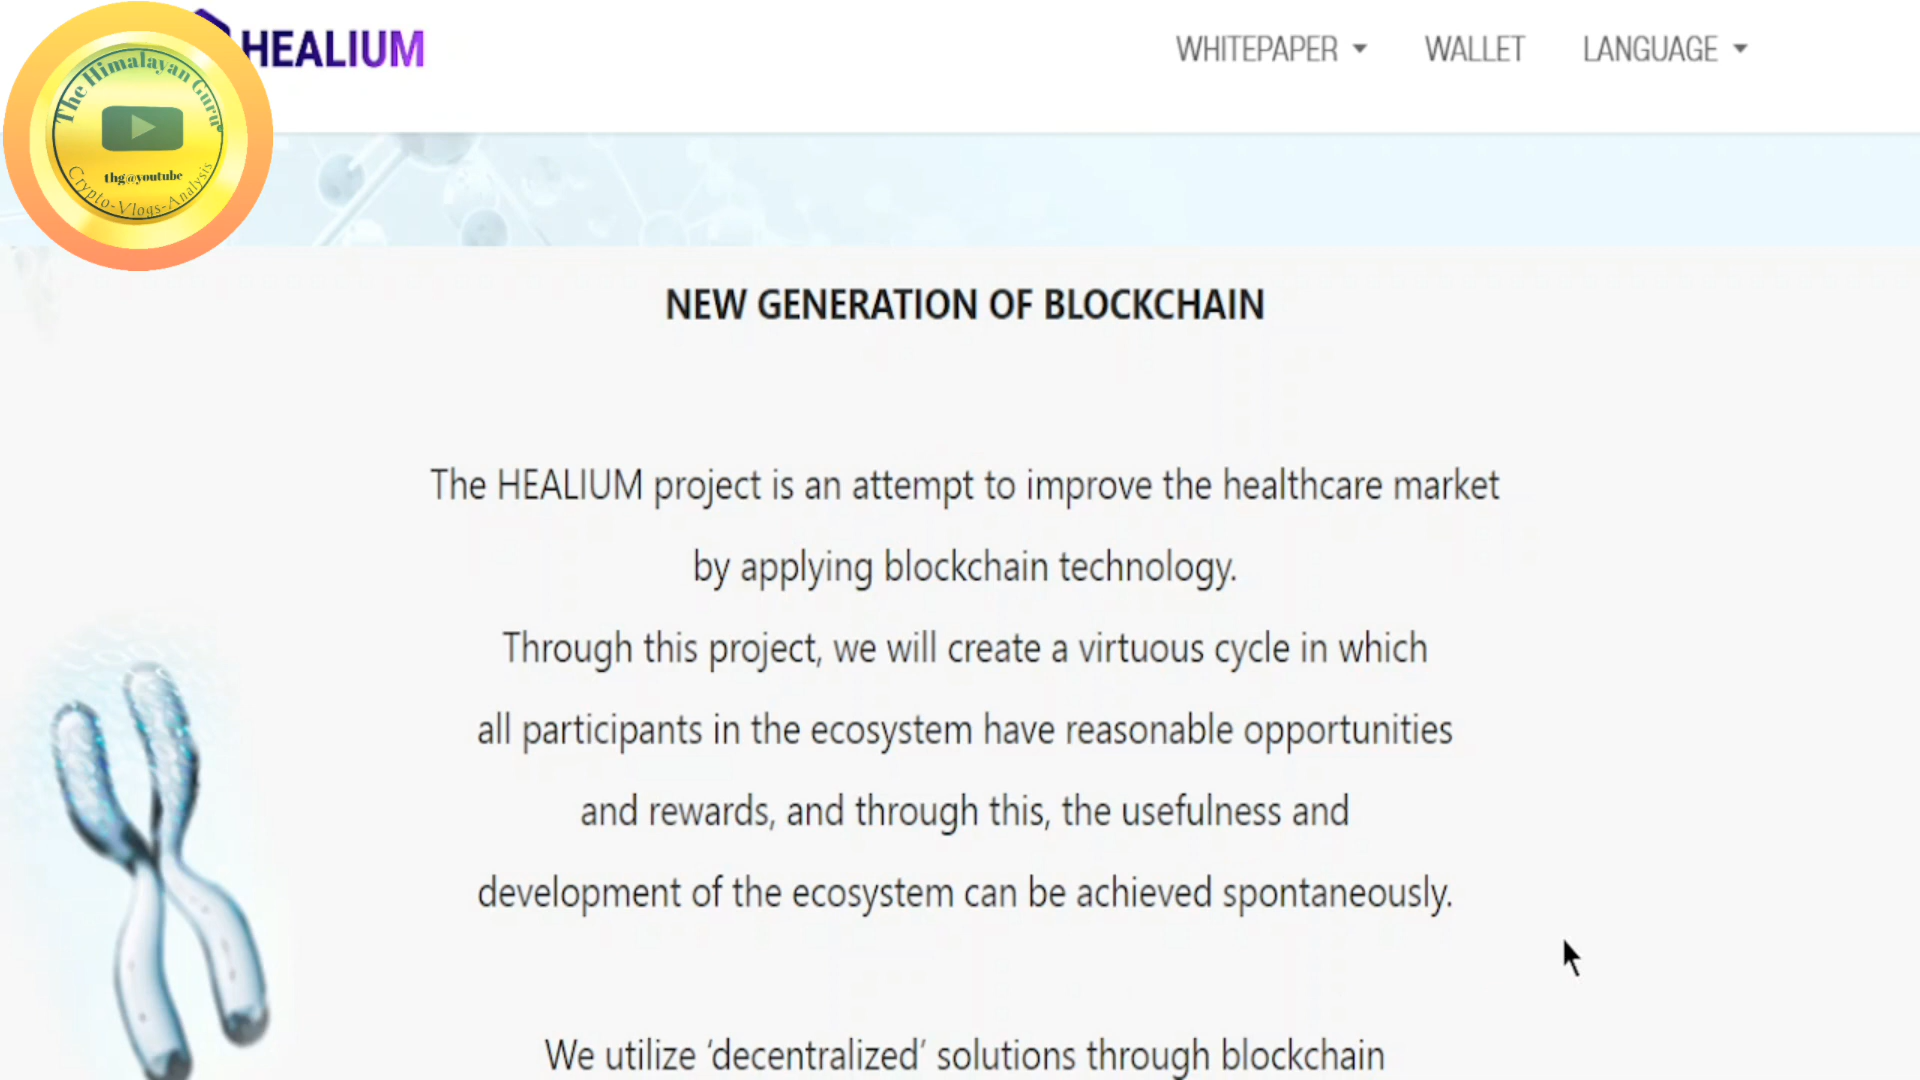 HEALIUM
WHITEPAPER
WALLET
LANGUAGE
The Himalayan Guru
thg@youtube
Crypto-Vlogs-Analysis
NEW GENERATION OF BLOCKCHAIN
The HEALIUM project is an attempt to improve the healthcare market
by applying blockchain technology.
Through this project, we will create a virtuous cycle in which
all participants in the ecosystem have reasonable opportunities
and rewards, and through this, the usefulness and
development of the ecosystem can be achieved spontaneously.
We utilize ‘decentralized’ solutions through blockchain